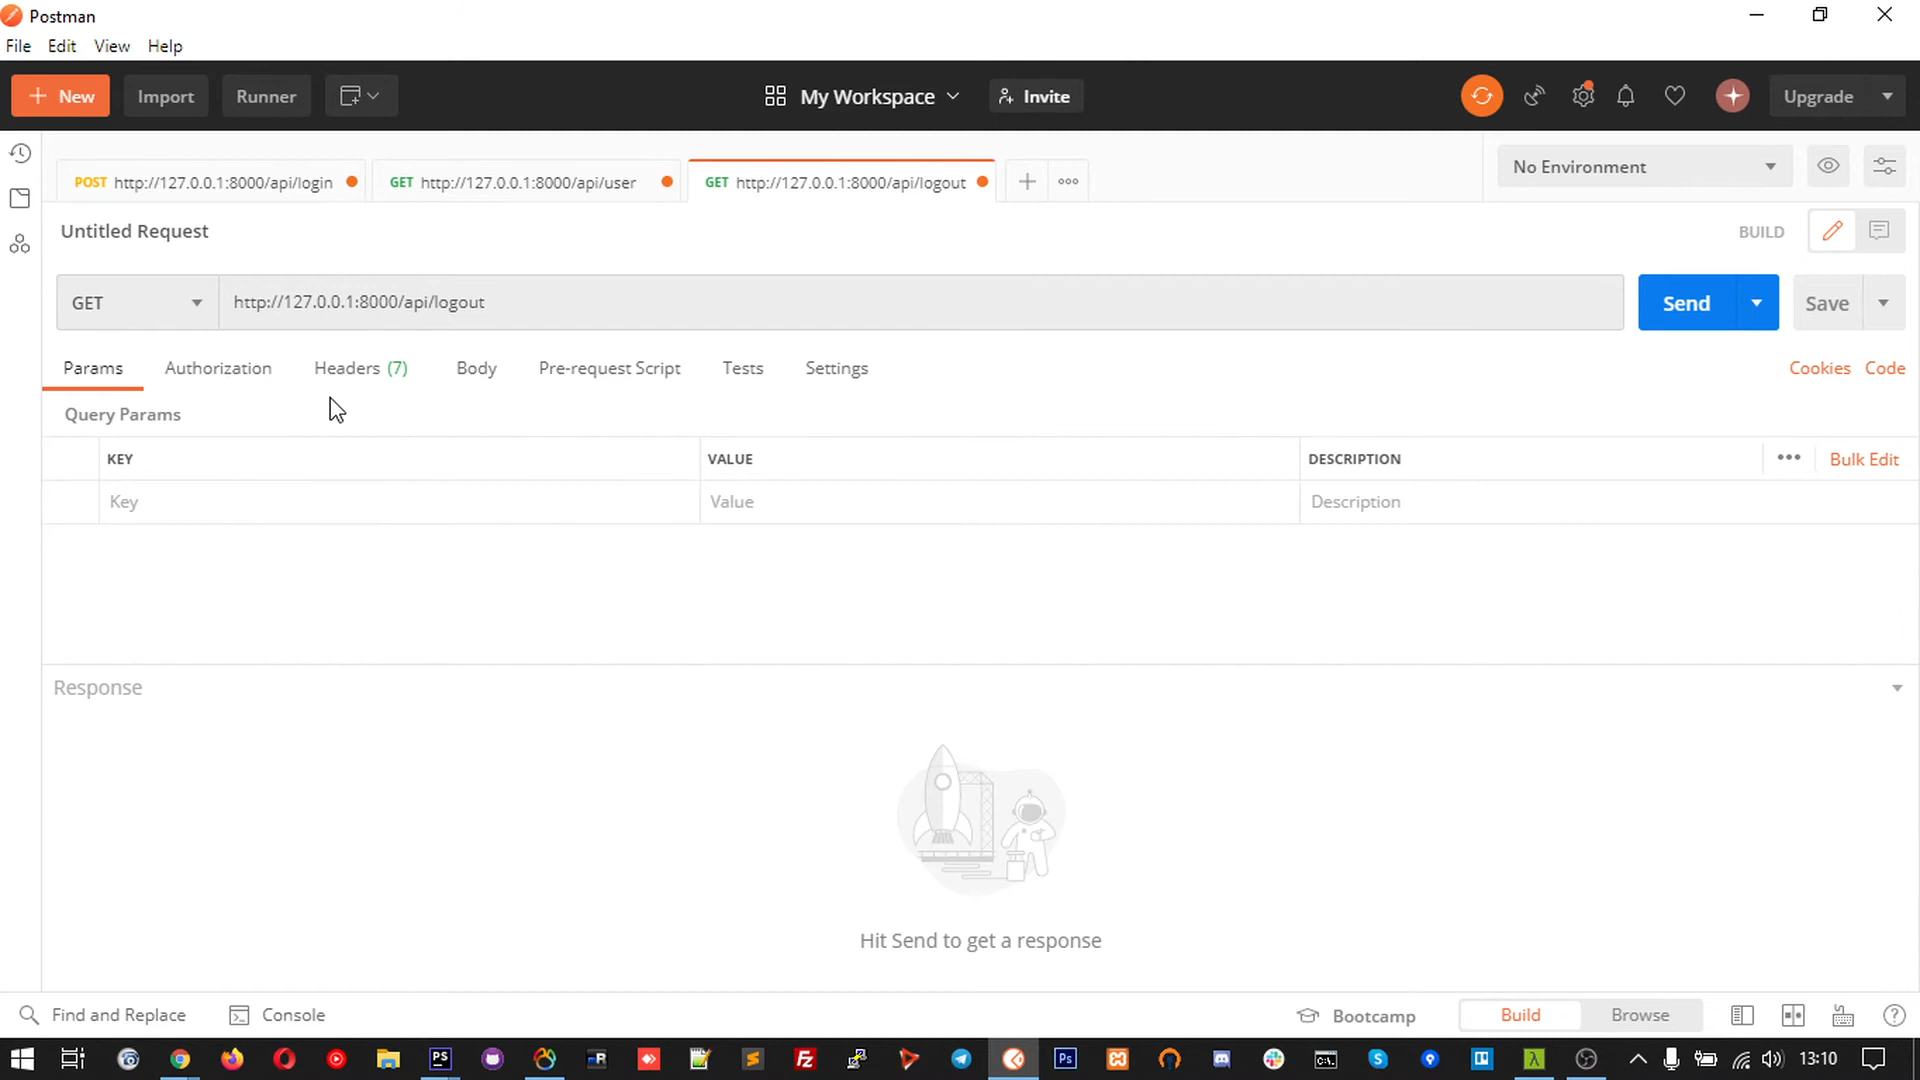 Postman
File Edit View Help
New Import Runner My Workspace Invite Upgrade
POST http://127.0.0.1:8000/api/login GET http://127.0.0.1:8000/api/user GET http://127.0.0.1:8000/api/logout No Environment
Untitled Request BUILD
GET http://127.0.0.1:8000/api/logout Send Save
Params Authorization Headers (7) Body Pre-request Script Tests Settings Cookies Code
Query Params
KEY VALUE DESCRIPTION Bulk Edit
Key Value Description
Response
Hit Send to get a response
Find and Replace Console Bootcamp Build Browse
13:10